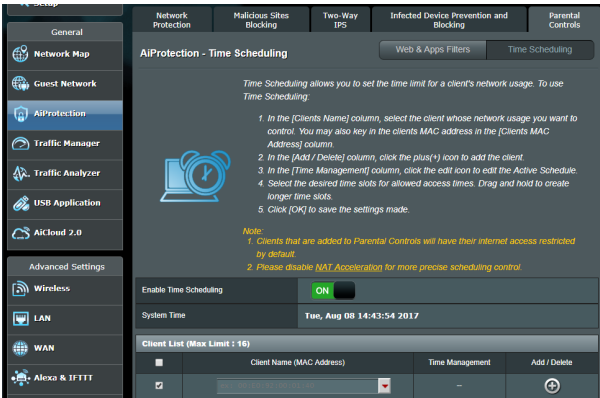 Setup
General
Network Map
Guest Network
AiProtection
Traffic Manager
Traffic Analyzer
USB Application
AiCloud 2.0
Advanced Settings
Wireless
LAN
WAN
Alexa & IFTTT
Network Protection
Malicious Sites Blocking
Two-Way IPS
Infected Device Prevention and Blocking
Parental Controls
AiProtection - Time Scheduling
Web & Apps Filters
Time Scheduling
Time Scheduling allows you to set the time limit for a client's network usage. To use
Time Scheduling:
1. In the [Clients Name] column, select the client whose network usage you want to
control. You may also key in the clients MAC address in the [Clients MAC
Address] column.
2. In the [Add / Delete] column, click the plus(+) icon to add the client.
3. In the [Time Management] column, click the edit icon to edit the Active Schedule.
4. Select the desired time slots for allowed access times. Drag and hold to create
longer time slots.
5. Click [OK] to save the settings made.
Note:
1. Clients that are added to Parental Controls will have their internet access restricted
by default.
2. Please disable NAT Acceleration for more precise scheduling control.
Enable Time Scheduling
ON
System Time
Tue, Aug 08 14:43:54 2017
Client List (Max Limit : 16)
Client Name (MAC Address)
Time Management
Add / Delete
--